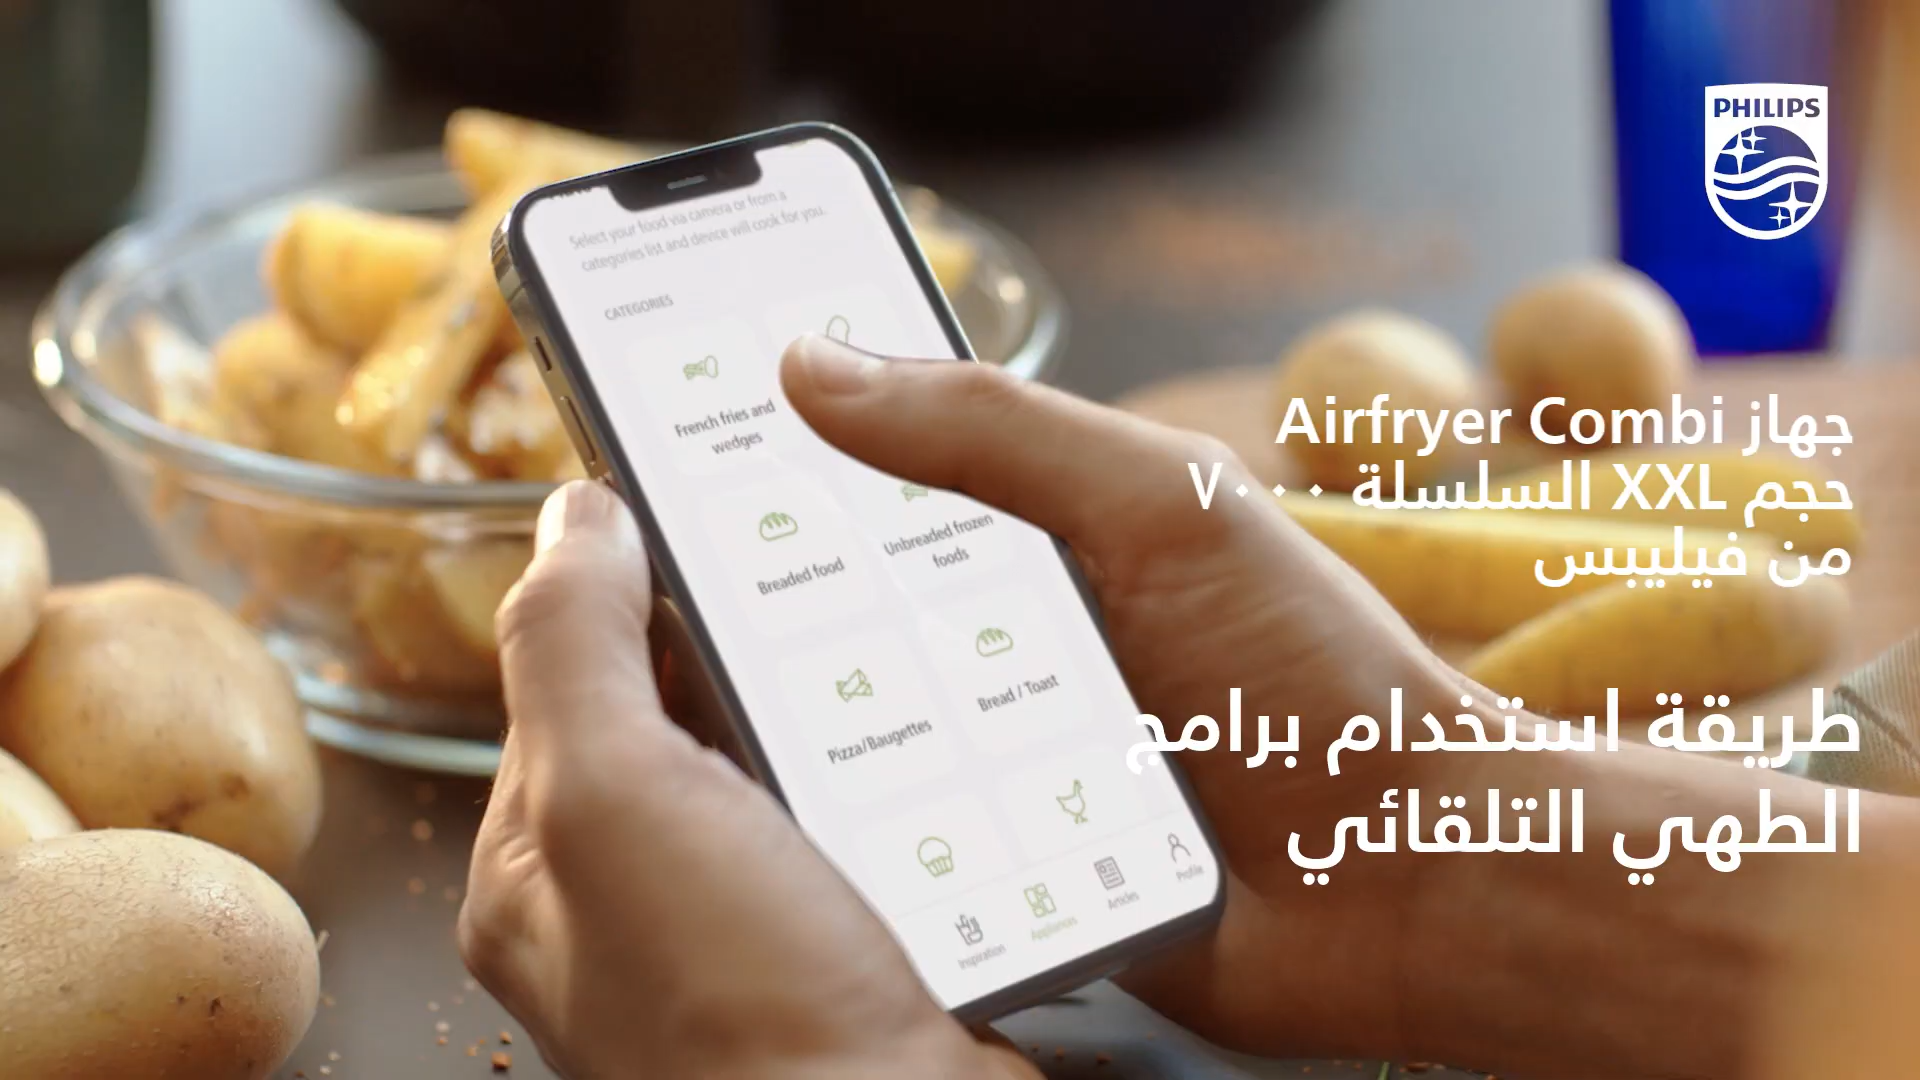 PHILIPS
جهاز Airfryer Combi
حجم XXL السلسلة ٧٠٠٠
من فيليبس
طريقة استخدام برامج
الطهي التلقائي
Select your food via camera or from a
categories list and device will cook for you.
CATEGORIES
French fries and
wedges
Unbreaded frozen
foods
Breaded food
Bread / Toast
Pizza/Baugettes
Inspiration
Appliances
Articles
Profile